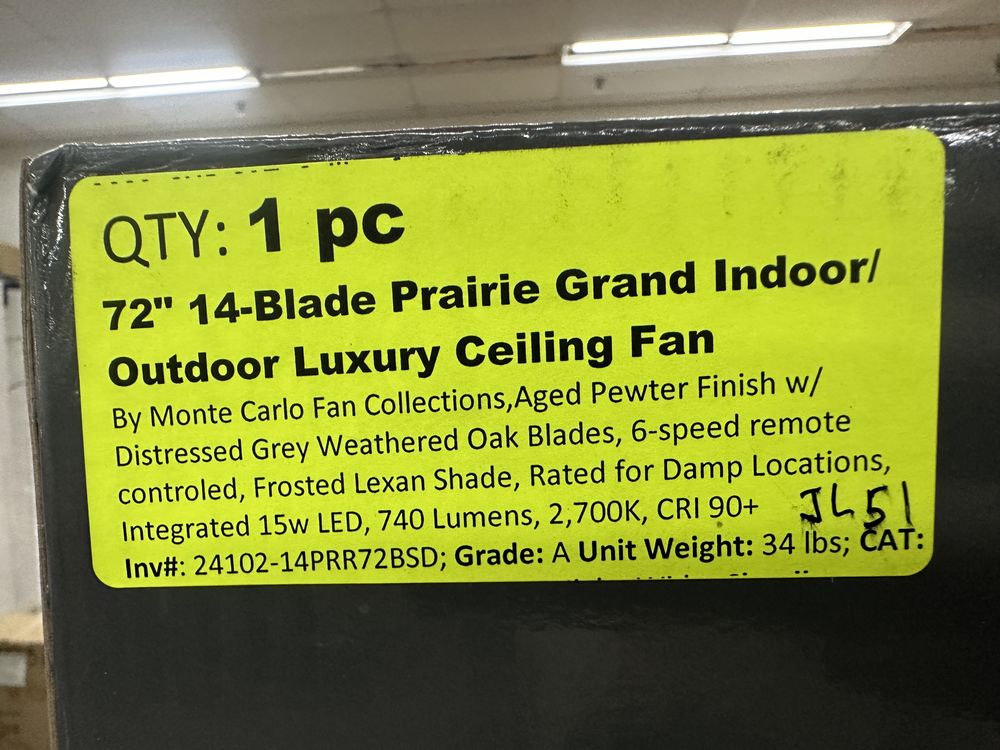 QTY: 1 pc
72" 14-Blade Prairie Grand Indoor/
Outdoor Luxury Ceiling Fan
By Monte Carlo Fan Collections,Aged Pewter Finish w/
Distressed Grey Weathered Oak Blades, 6-speed remote
controled, Frosted Lexan Shade, Rated for Damp Locations,
Integrated 15w LED, 740 Lumens, 2,700K, CRI 90+
JL51
Inv#: 24102-14PRR72BSD; Grade: A Unit Weight: 34 lbs; CAT: